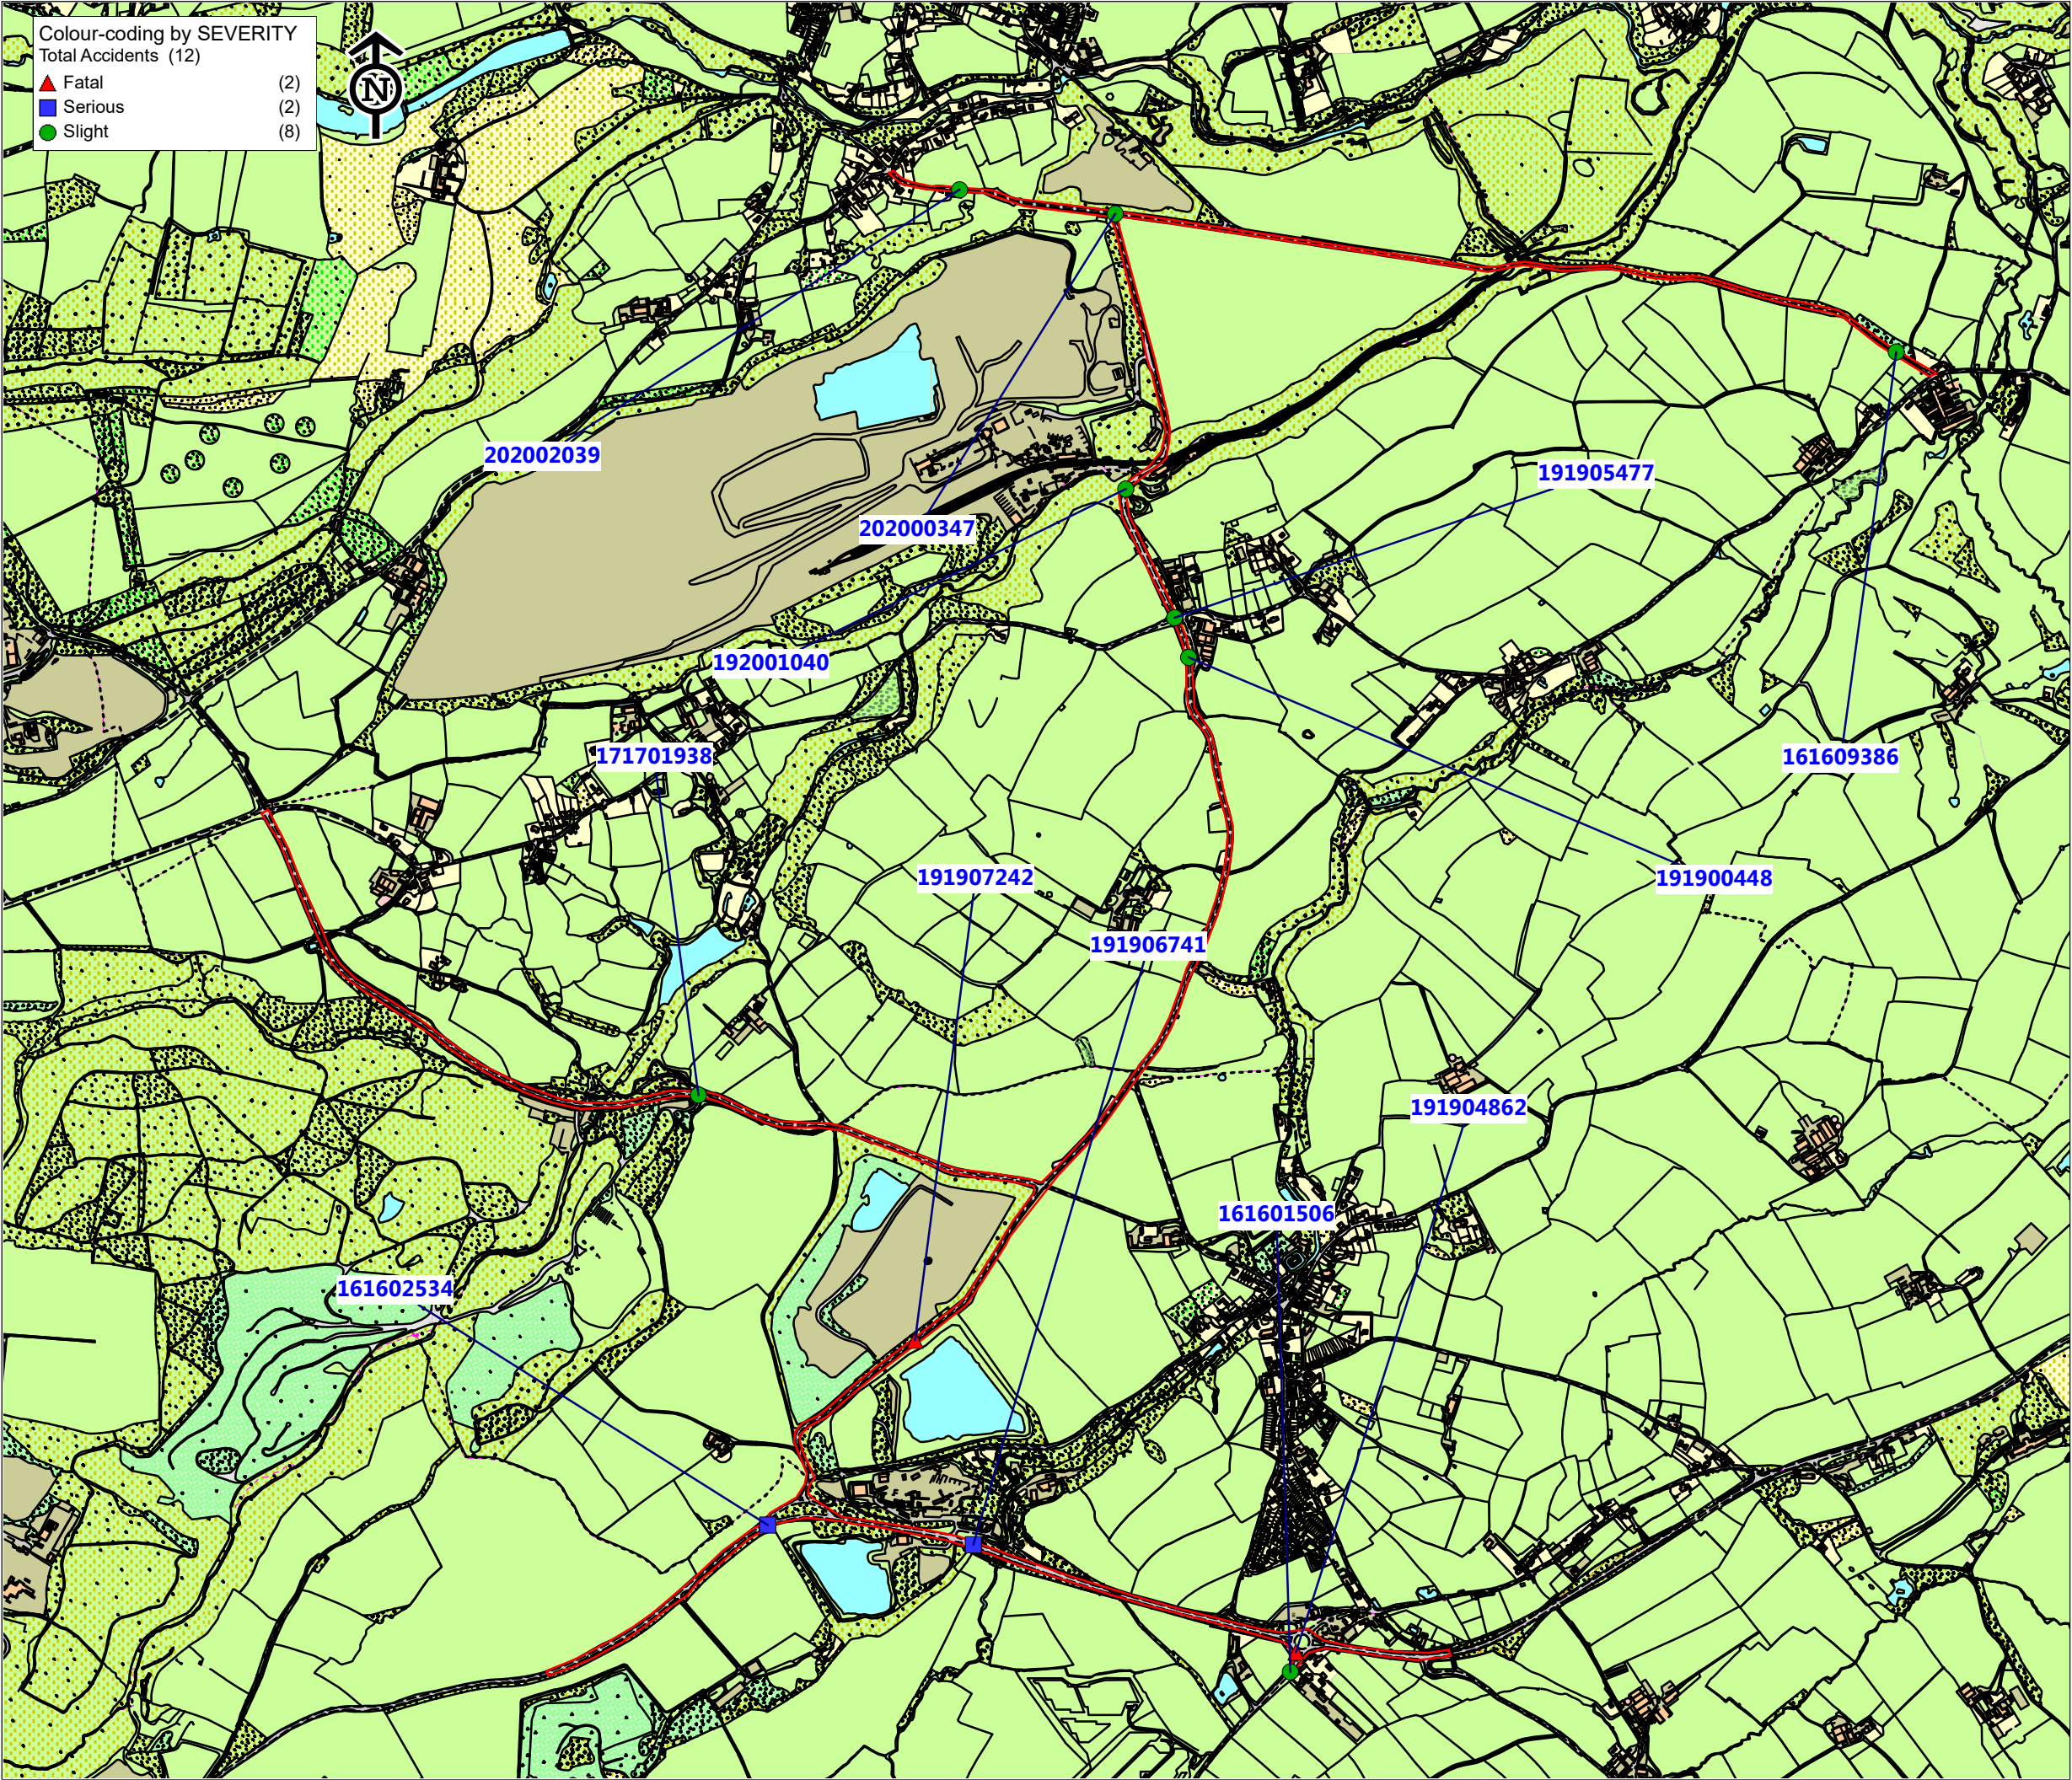 Colour-coding by SEVERITY
Total Accidents (12)
Fatal (2)
Serious (2)
Slight (8)
N
202002039
191905477
202000347
192001040
171701938
161609386
191907242
191900448
191906741
191904862
161601506
161602534